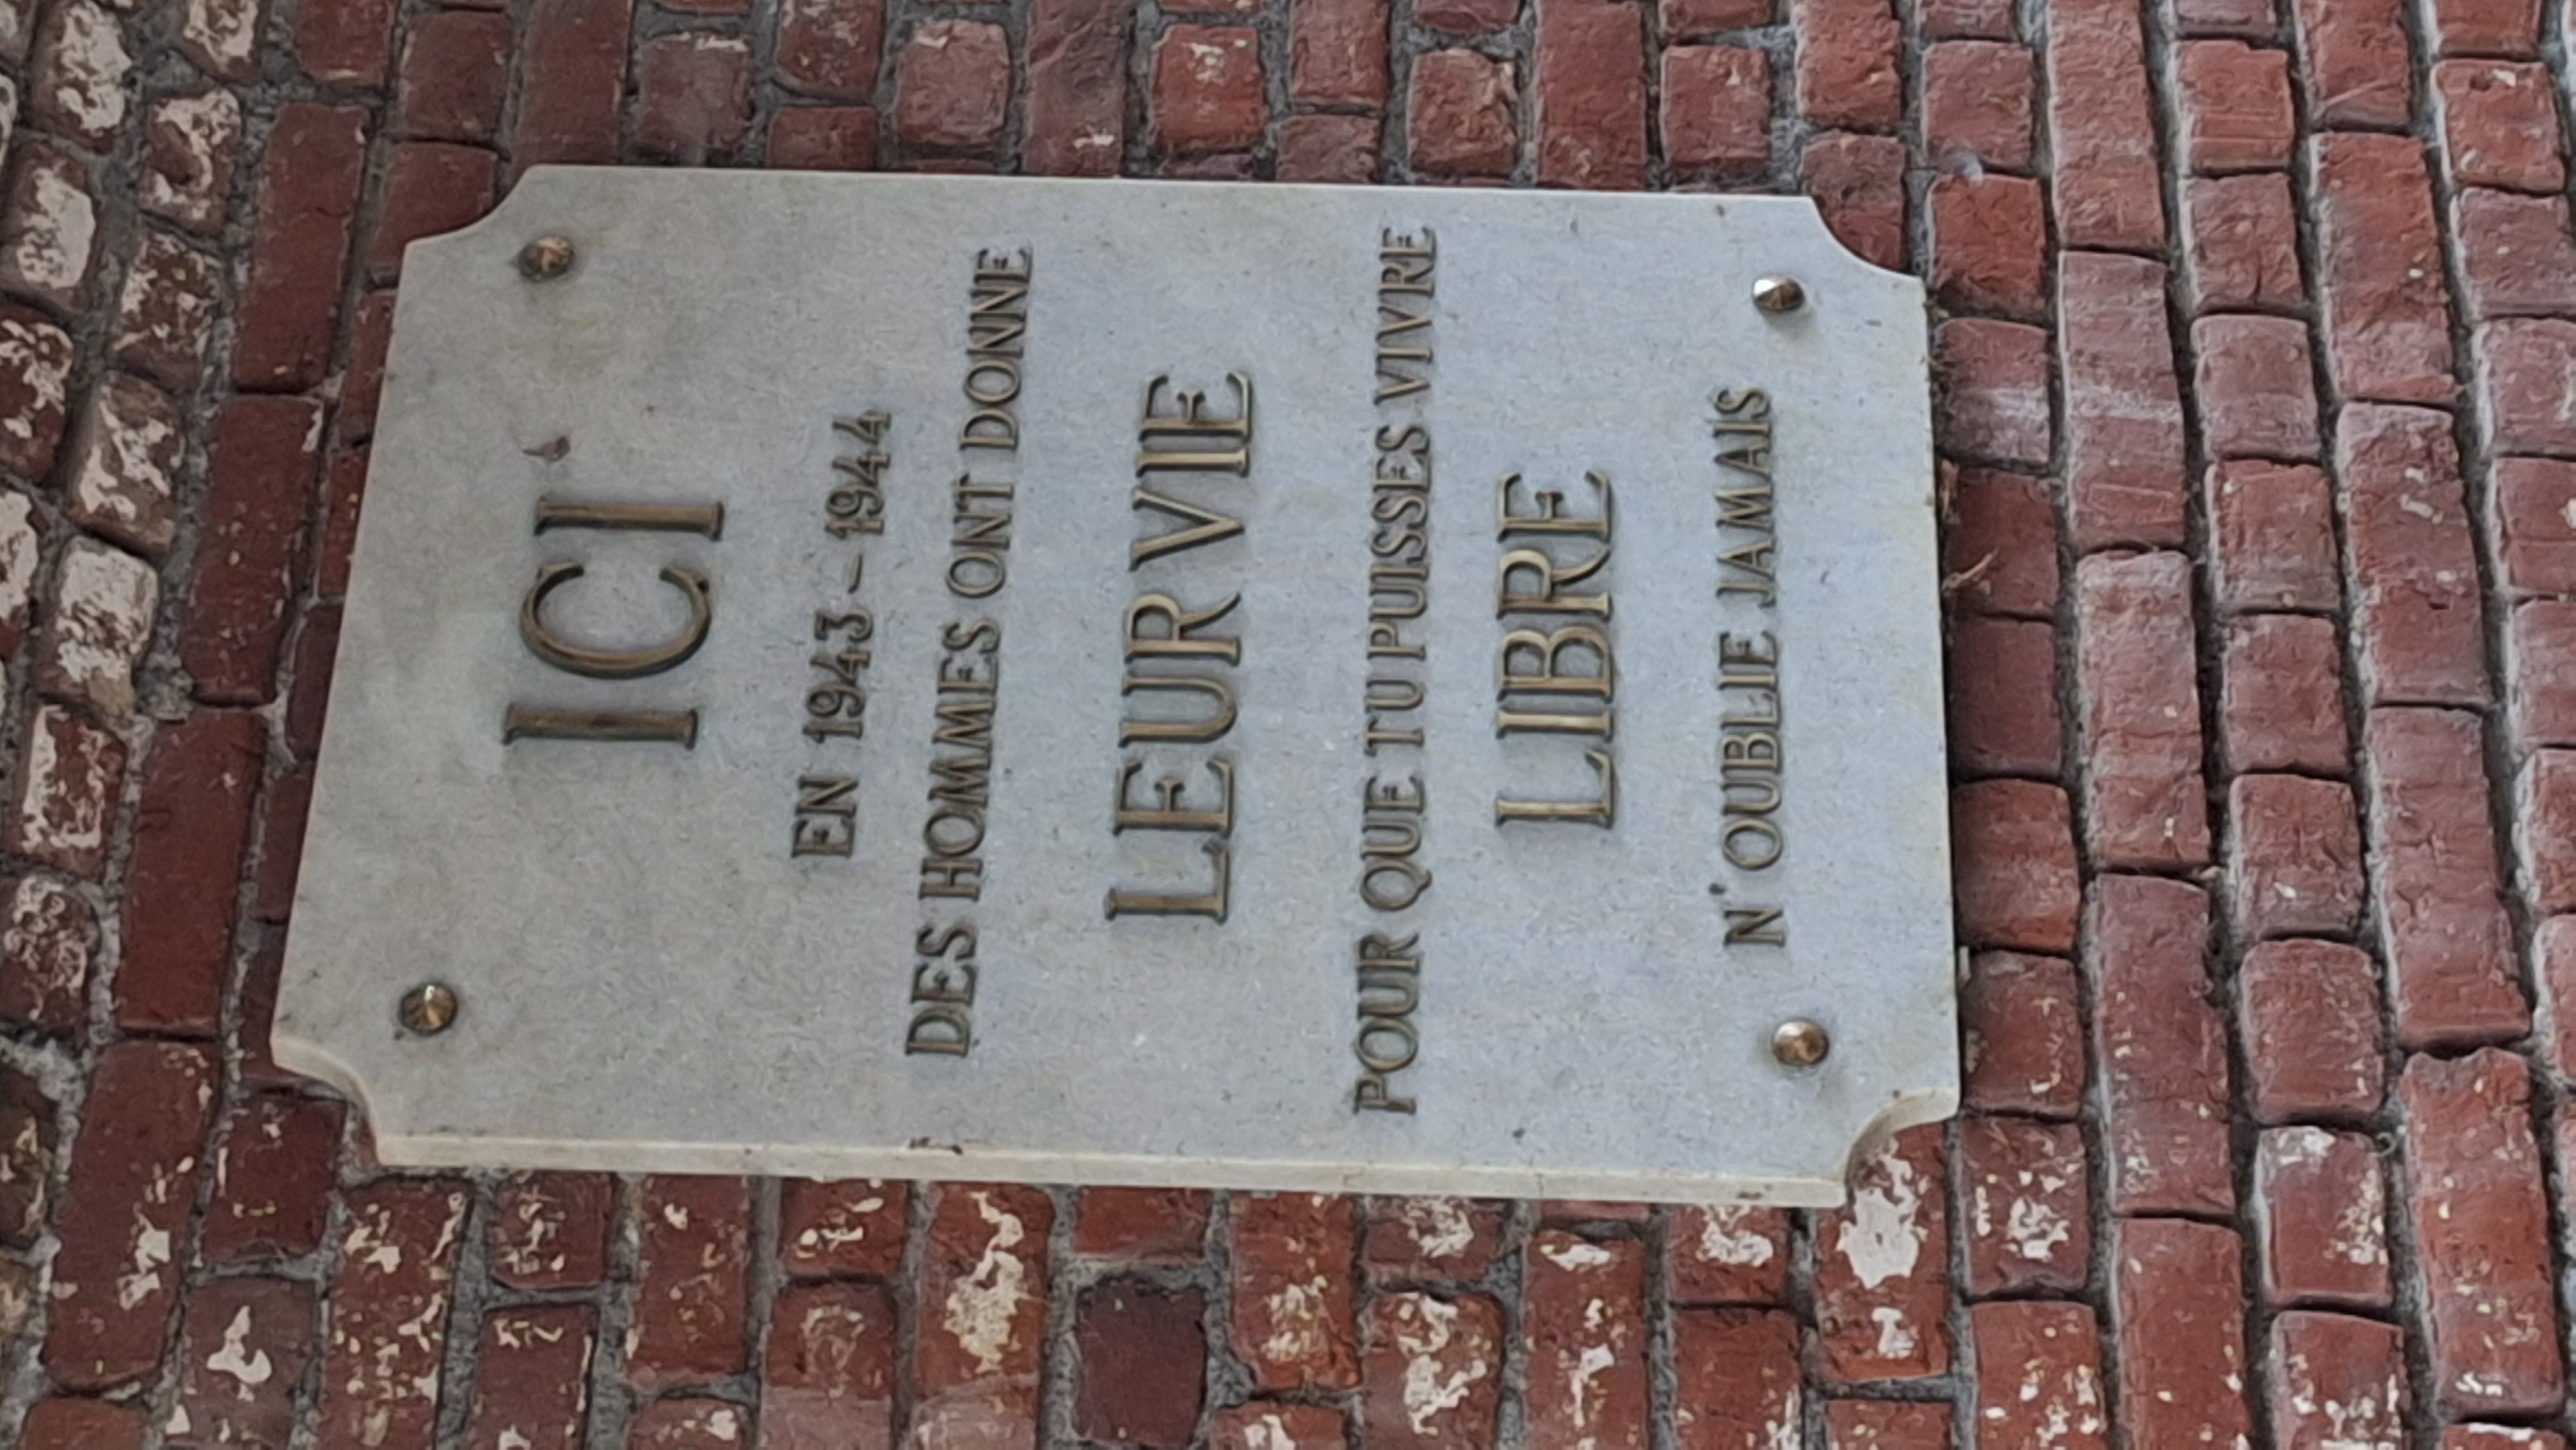 ICI
EN 1943-1944
DES HOMMES ONT DONNE
LEUR VIE
POUR QUE TU PUISSES VIVRE
LIBRE
N'OUBLIE JAMAIS